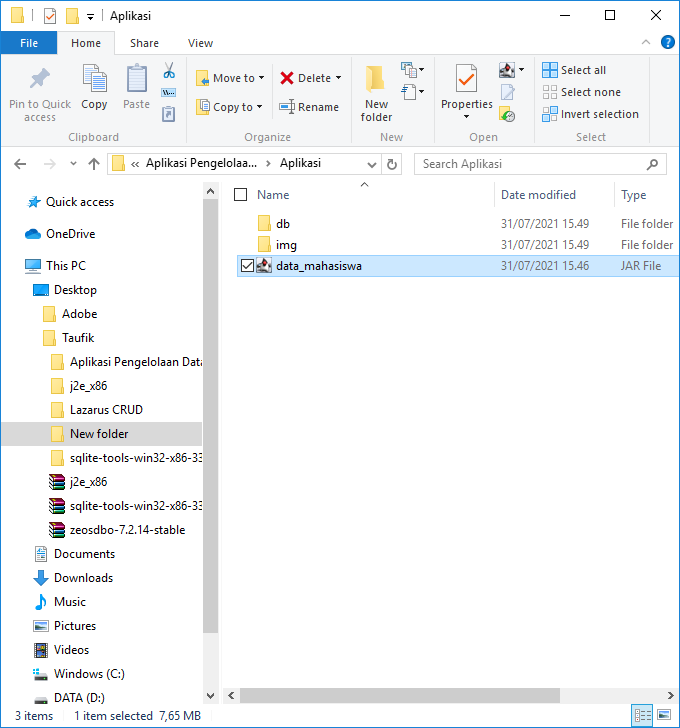 Aplikasi
File Home Share View
Pin to Quick access
Copy
Paste
Move to
Copy to
Delete
Rename
New folder
Properties
Select all
Select none
Invert selection
Clipboard Organize New Open Select
« Aplikasi Pengelolaa... > Aplikasi
Search Aplikasi
Name Date modified Type
db 31/07/2021 15.49 File folder
img 31/07/2021 15.49 File folder
data_mahasiswa 31/07/2021 15.46 JAR File
Quick access
OneDrive
This PC
Desktop
Adobe
Taufik
Aplikasi Pengelolaan Data
j2e_x86
Lazarus CRUD
New folder
sqlite-tools-win32-x86-33
j2e_x86
sqlite-tools-win32-x86-33
zeosdbo-7.2.14-stable
Documents
Downloads
Music
Pictures
Videos
Windows (C:)
DATA (D:)
3 items 1 item selected 7,65 MB